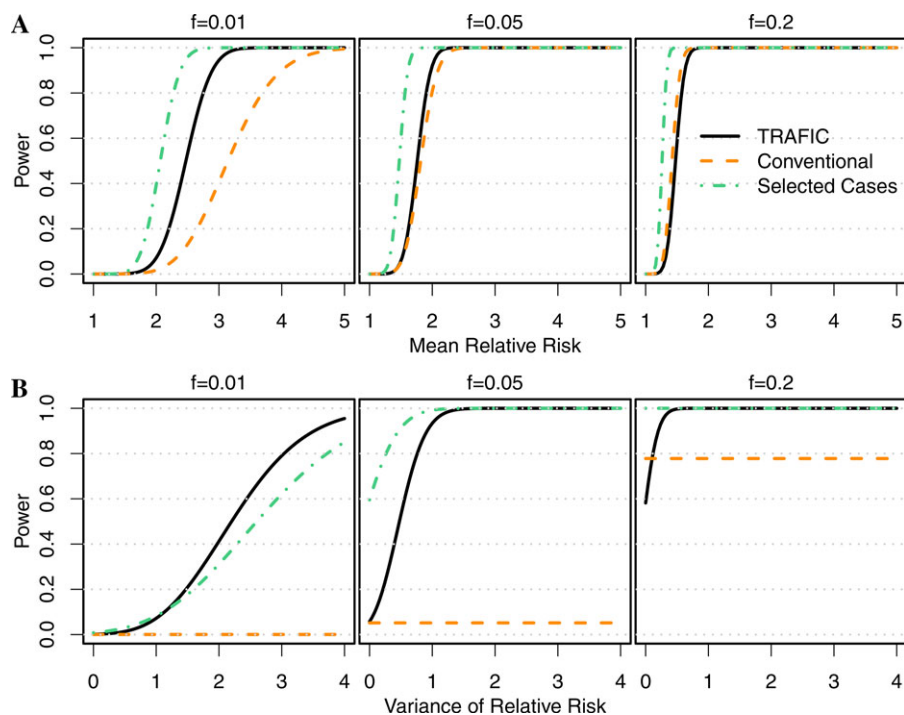 A
f=0.01 f=0.05 f=0.2
Power
1.0
0.8
0.6
0.4
0.2
0.0
TRAFIC
Conventional
Selected Cases
1 2 3 4 5 1 2 3 4 5 1 2 3 4 5
Mean Relative Risk
B
f=0.01 f=0.05 f=0.2
Power
1.0
0.8
0.6
0.4
0.2
0.0
0 1 2 3 4 0 1 2 3 4 0 1 2 3 4
Variance of Relative Risk